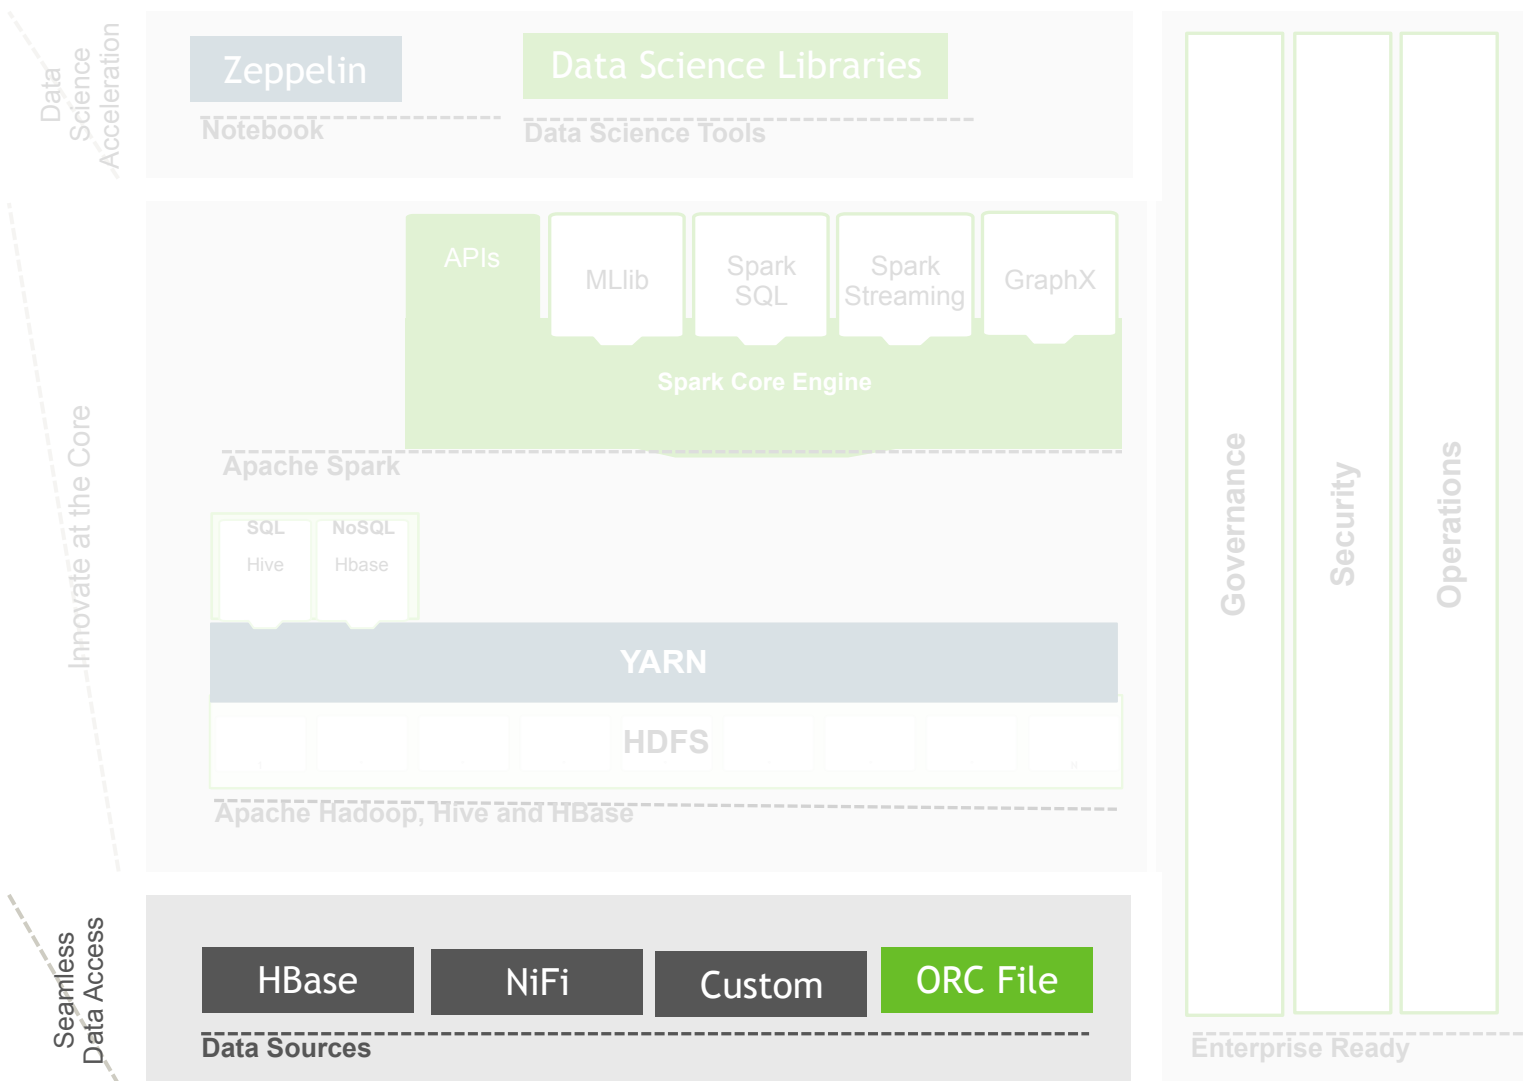 Data
Science
Acceleration
Zeppelin
Notebook
Data Science Libraries
Data Science Tools
Innovate at the Core
APIs
MLlib
Spark
SQL
Spark
Streaming
GraphX
Spark Core Engine
Apache Spark
SQL
Hive
NoSQL
Hbase
YARN
HDFS
Apache Hadoop, Hive and HBase
Seamless
Data Access
HBase
NiFi
Custom
ORC File
Data Sources
Governance
Security
Operations
Enterprise Ready